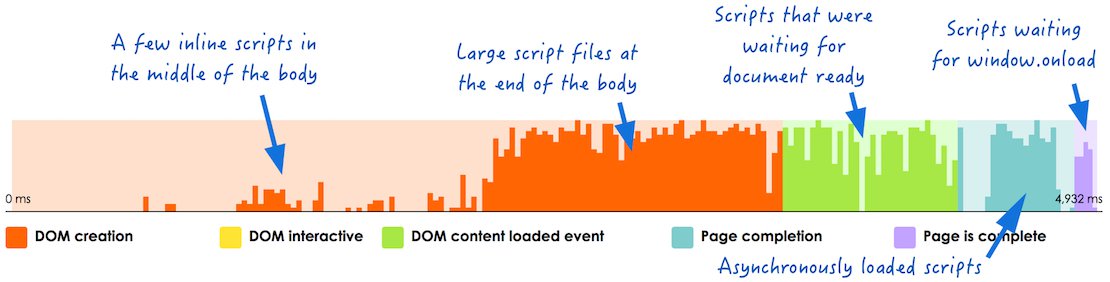 A few inline scripts in
the middle of the body
Large script files at
the end of the body
Scripts that were
waiting for
document ready
Scripts waiting
for window.onload
0 ms
4,932 ms
DOM creation
DOM interactive
DOM content loaded event
Page completion
Page is complete
Asynchronously loaded scripts